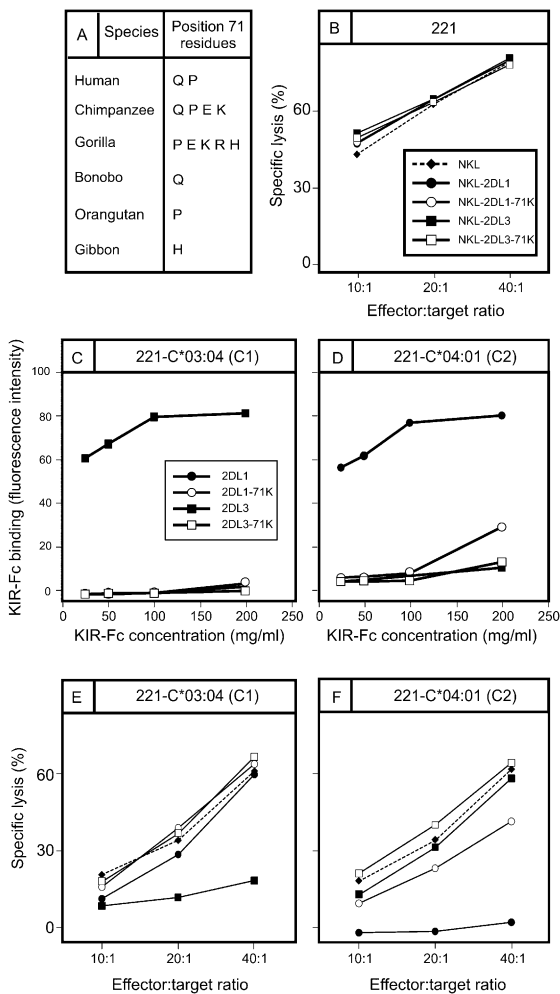 A
Species
Position 71 residues
Human
Q P
Chimpanzee
Q P E K
Gorilla
P E K R H
Bonobo
Q
Orangutan
P
Gibbon
H
B
221
Specific lysis (%)
60
30
0
NKL
NKL-2DL1
NKL-2DL1-71K
NKL-2DL3
NKL-2DL3-71K
10:1 20:1 40:1
Effector:target ratio
C
221-C*03:04 (C1)
KIR-Fc binding (fluorescence intensity)
100
80
60
40
20
0
2DL1
2DL1-71K
2DL3
2DL3-71K
0 50 100 150 200 250
KIR-Fc concentration (mg/ml)
D
221-C*04:01 (C2)
0 50 100 150 200 250
KIR-Fc concentration (mg/ml)
E
221-C*03:04 (C1)
Specific lysis (%)
60
30
0
10:1 20:1 40:1
Effector:target ratio
F
221-C*04:01 (C2)
10:1 20:1 40:1
Effector:target ratio